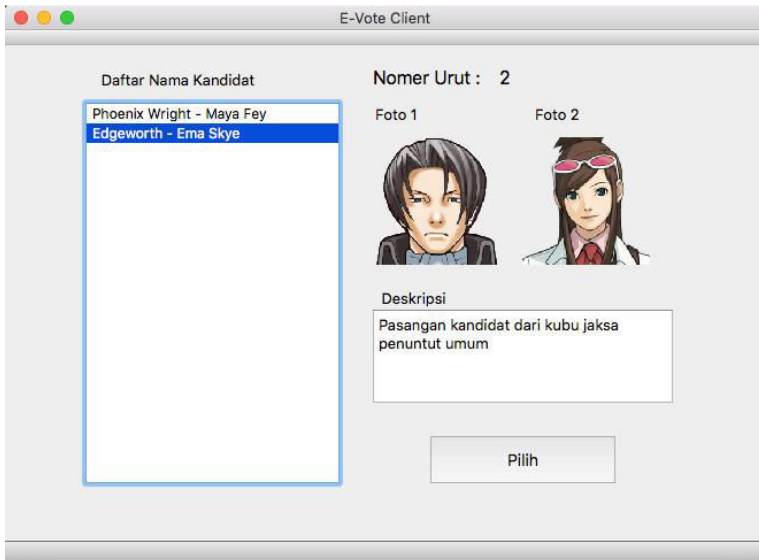 E-Vote Client
Daftar Nama Kandidat
Phoenix Wright - Maya Fey
Edgeworth - Ema Skye
Nomer Urut : 2
Foto 1 Foto 2
Deskripsi
Pasangan kandidat dari kubu jaksa
penuntut umum
Pilih